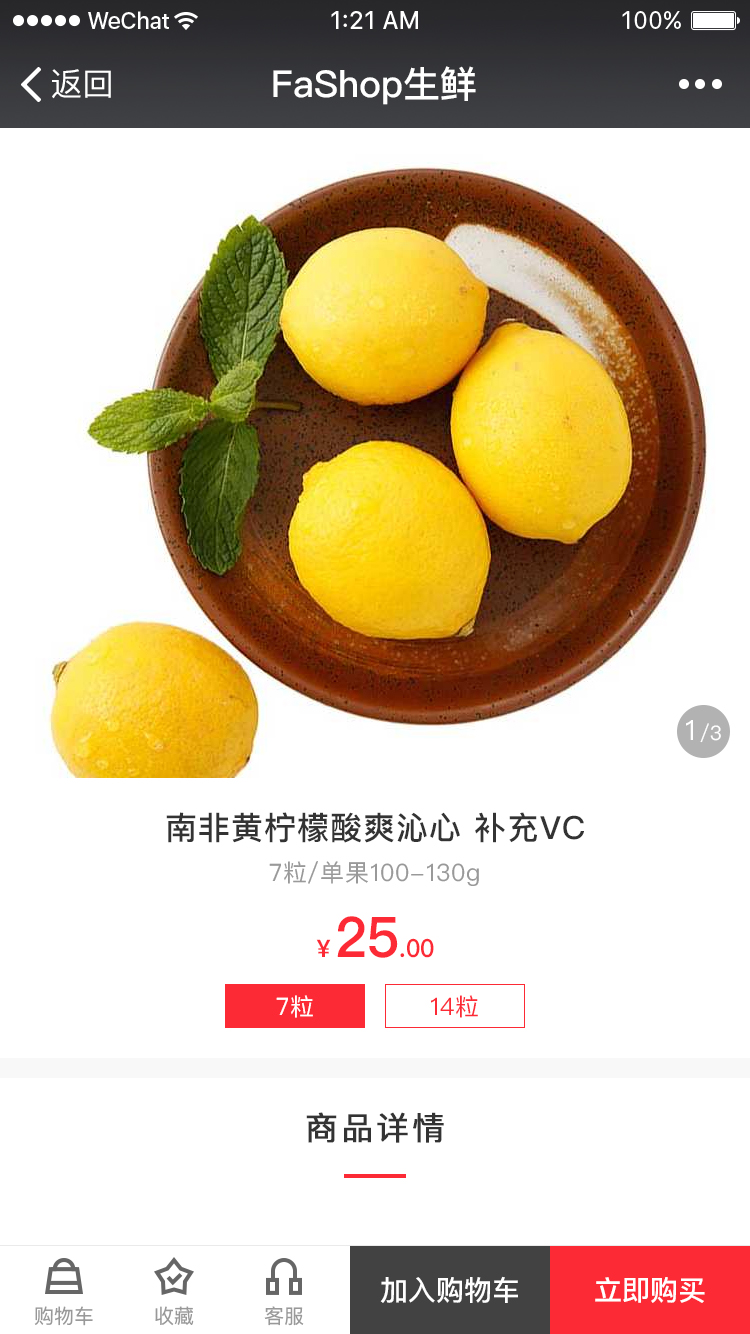 WeChat 1:21 AM 100%
返回 FaShop生鲜
1/3
南非黄柠檬酸爽沁心 补充VC
7粒/单果100–130g
¥25.00
7粒 14粒
商品详情
购物车 收藏 客服 加入购物车 立即购买